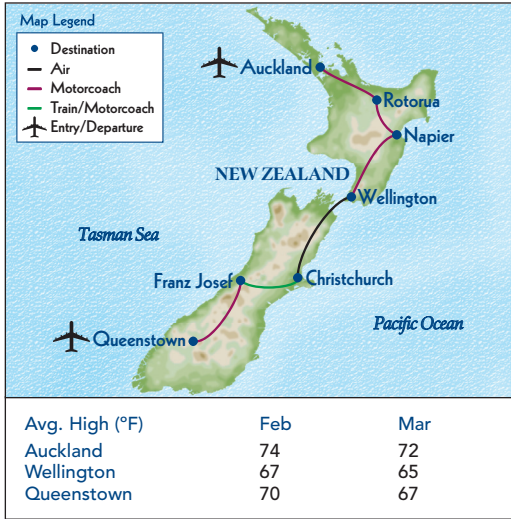 Map Legend
Destination
Air
Motorcoach
Train/Motorcoach
Entry/Departure
Auckland
Rotorua
Napier
NEW ZEALAND
Wellington
Tasman Sea
Franz Josef
Christchurch
Pacific Ocean
Queenstown
Avg. High (ºF) Feb Mar
Auckland 74 72
Wellington 67 65
Queenstown 70 67